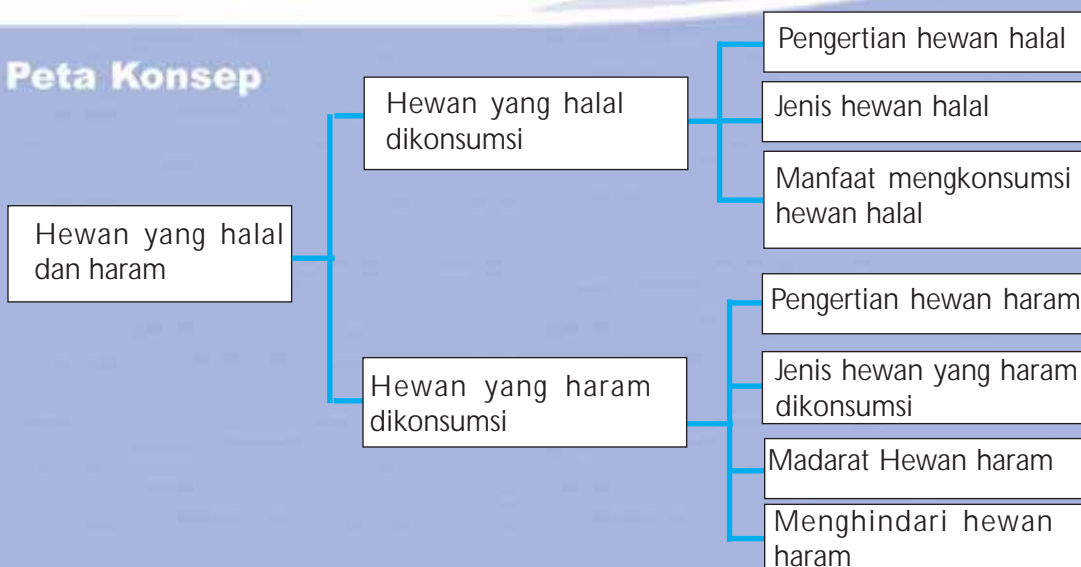 Peta Konsep
Hewan yang halal
dan haram
Hewan yang halal
dikonsumsi
Pengertian hewan halal
Jenis hewan halal
Manfaat mengkonsumsi
hewan halal
Hewan yang haram
dikonsumsi
Pengertian hewan haram
Jenis hewan yang haram
dikonsumsi
Madarat Hewan haram
Menghindari hewan
haram